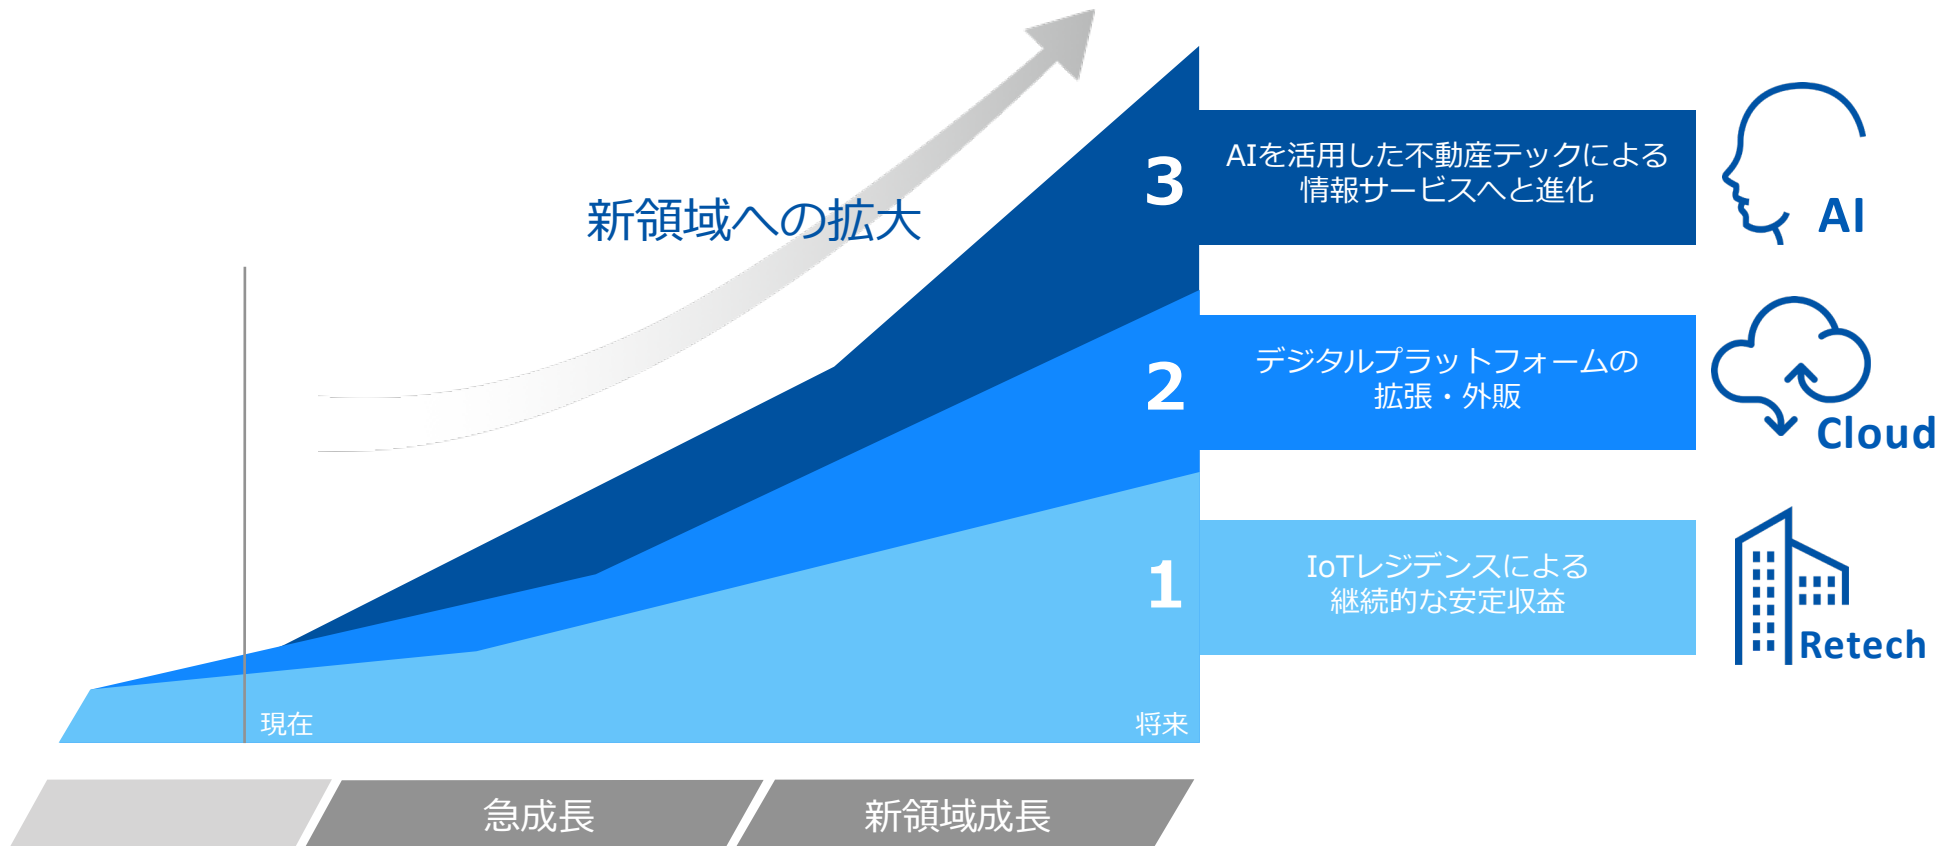 新領域への拡大
3
AIを活用した不動産テックによる
情報サービスへと進化
AI
2
デジタルプラットフォームの
拡張・外販
Cloud
1
IoTレジデンスによる
継続的な安定収益
Retech
現在
将来
急成長
新領域成長